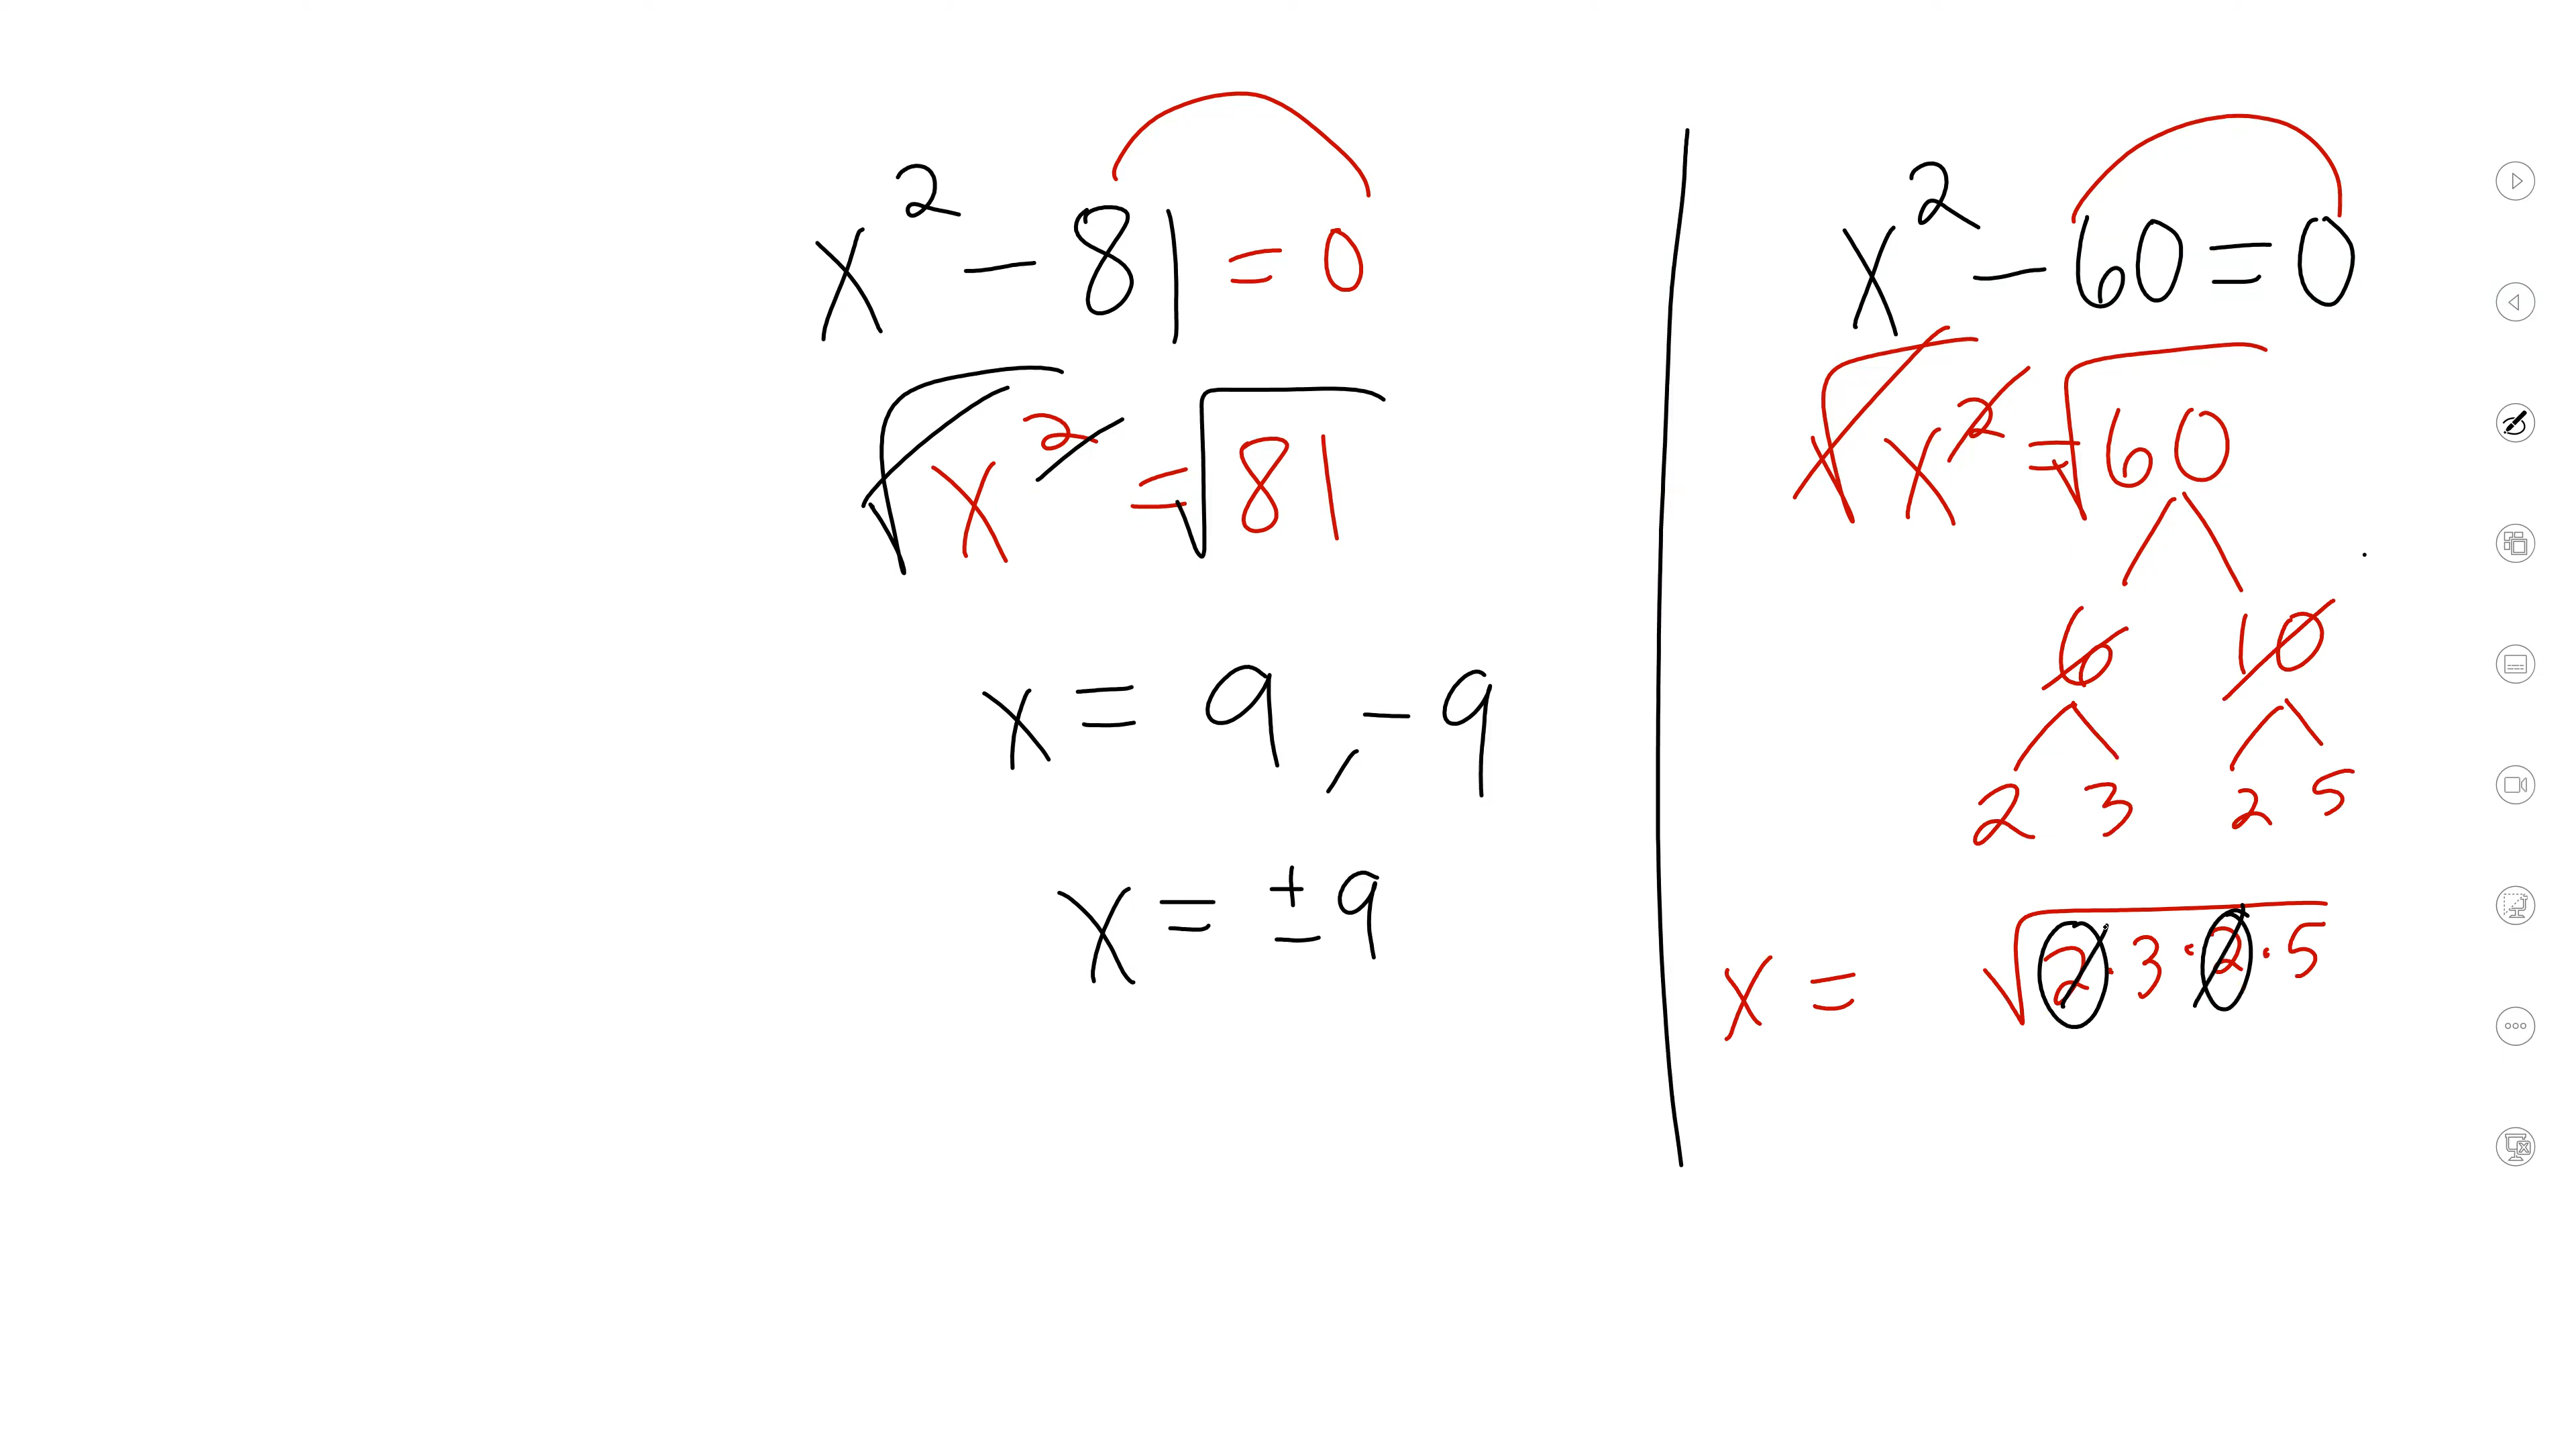 x² - 81 = 0
√x² = √81
x = 9, -9
x = ± 9
x² - 60 = 0
√x² = √60
6 10
2 3 2 5
x = √2·3·2·5